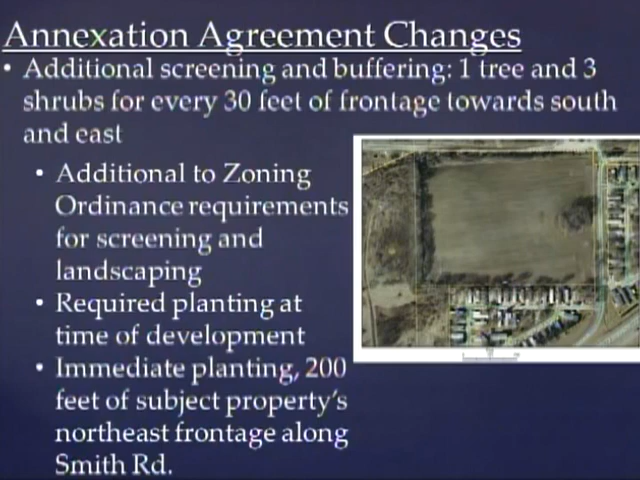 Annexation Agreement Changes
• Additional screening and buffering: 1 tree and 3
shrubs for every 30 feet of frontage towards south
and east
• Additional to Zoning
Ordinance requirements
for screening and
landscaping
• Required planting at
time of development
• Immediate planting, 200
feet of subject property's
northeast frontage along
Smith Rd.